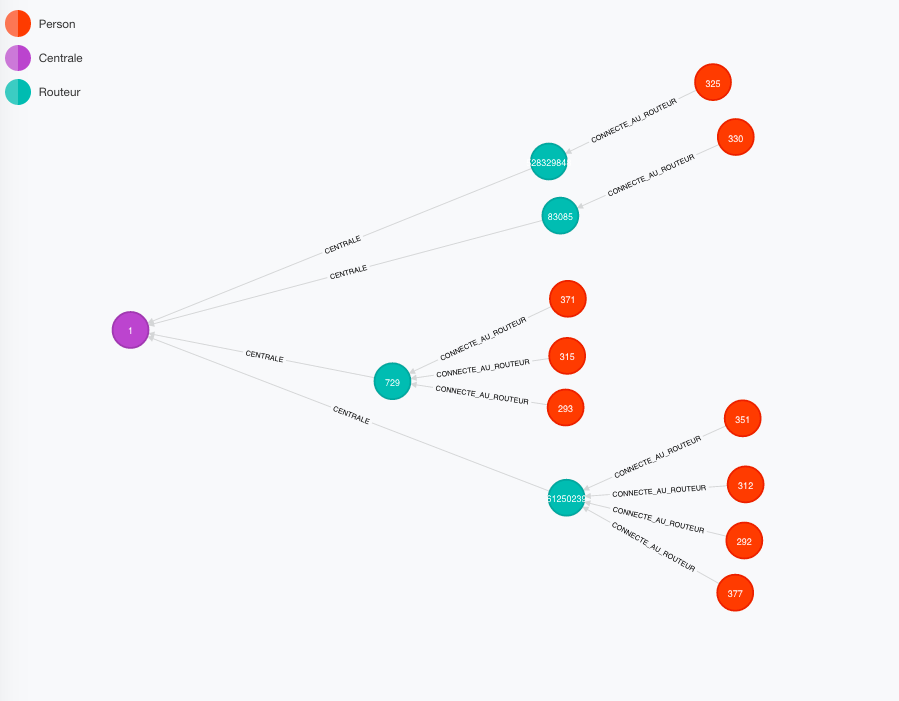 Person
Centrale
Routeur
325
CONNECTE_AU_ROUTEUR
330
2832984
CONNECTE_AU_ROUTEUR
83085
CENTRALE
CENTRALE
371
CONNECTE_AU_ROUTEUR
1
315
CENTRALE
CONNECTE_AU_ROUTEUR
729
CONNECTE_AU_ROUTEUR
293
CENTRALE
351
CONNECTE_AU_ROUTEUR
312
CONNECTE_AU_ROUTEUR
61250239
CONNECTE_AU_ROUTEUR
292
CONNECTE_AU_ROUTEUR
377